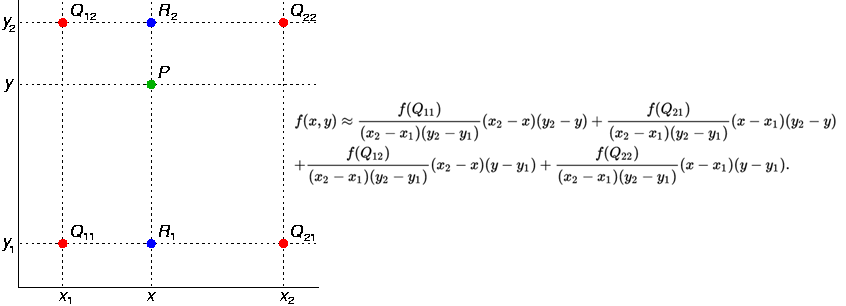 y₂ Q₁₂ R₂ Q₂₂
y P
f(x, y) ≈ f(Q₁₁)/((x₂ − x₁)(y₂ − y₁)) (x₂ − x)(y₂ − y) + f(Q₂₁)/((x₂ − x₁)(y₂ − y₁)) (x − x₁)(y₂ − y)
+ f(Q₁₂)/((x₂ − x₁)(y₂ − y₁)) (x₂ − x)(y − y₁) + f(Q₂₂)/((x₂ − x₁)(y₂ − y₁)) (x − x₁)(y − y₁).
y₁ Q₁₁ R₁ Q₂₁
x₁ x x₂